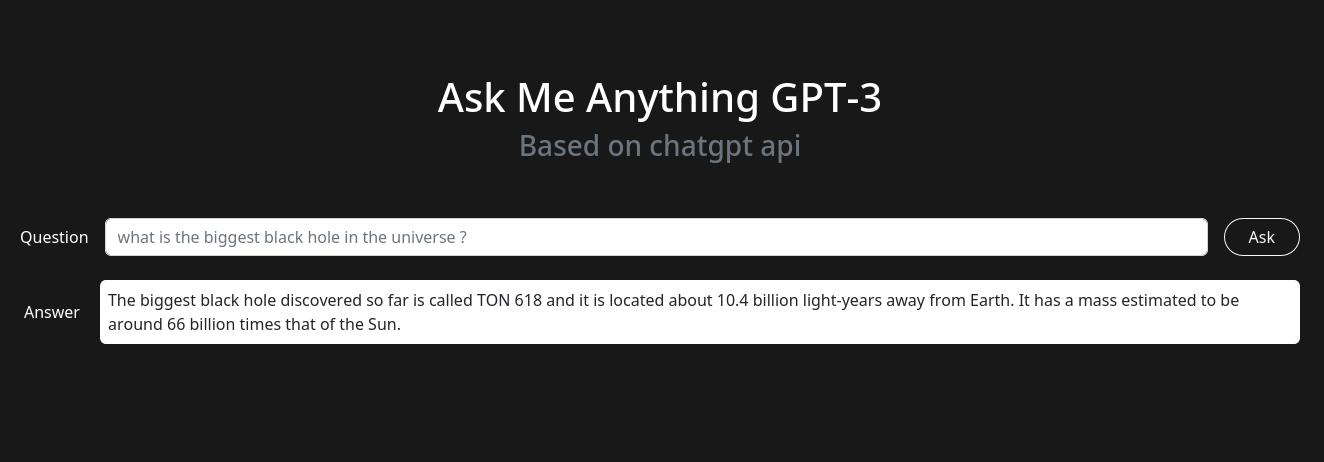 Ask Me Anything GPT-3
Based on chatgpt api
Question
what is the biggest black hole in the universe ?
Ask
Answer
The biggest black hole discovered so far is called TON 618 and it is located about 10.4 billion light-years away from Earth. It has a mass estimated to be
around 66 billion times that of the Sun.